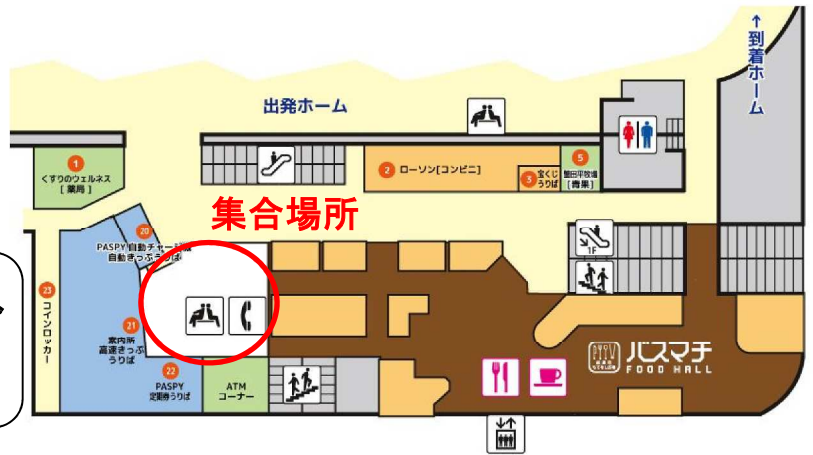 ↑到着ホーム
出発ホーム
1
くすりのウェルネス
[薬局]
2 ローソン[コンビニ]
3 宝くじ
うりば
5
[青果]
集合場所
20
PASPY 自動チャージ機
自動きっぷうりば
1F
23 コインロッカー
21
案内所
高速きっぷ
うりば
22
PASPY
定期券うりば
ATM
コーナー
バスマチ
FOOD HALL